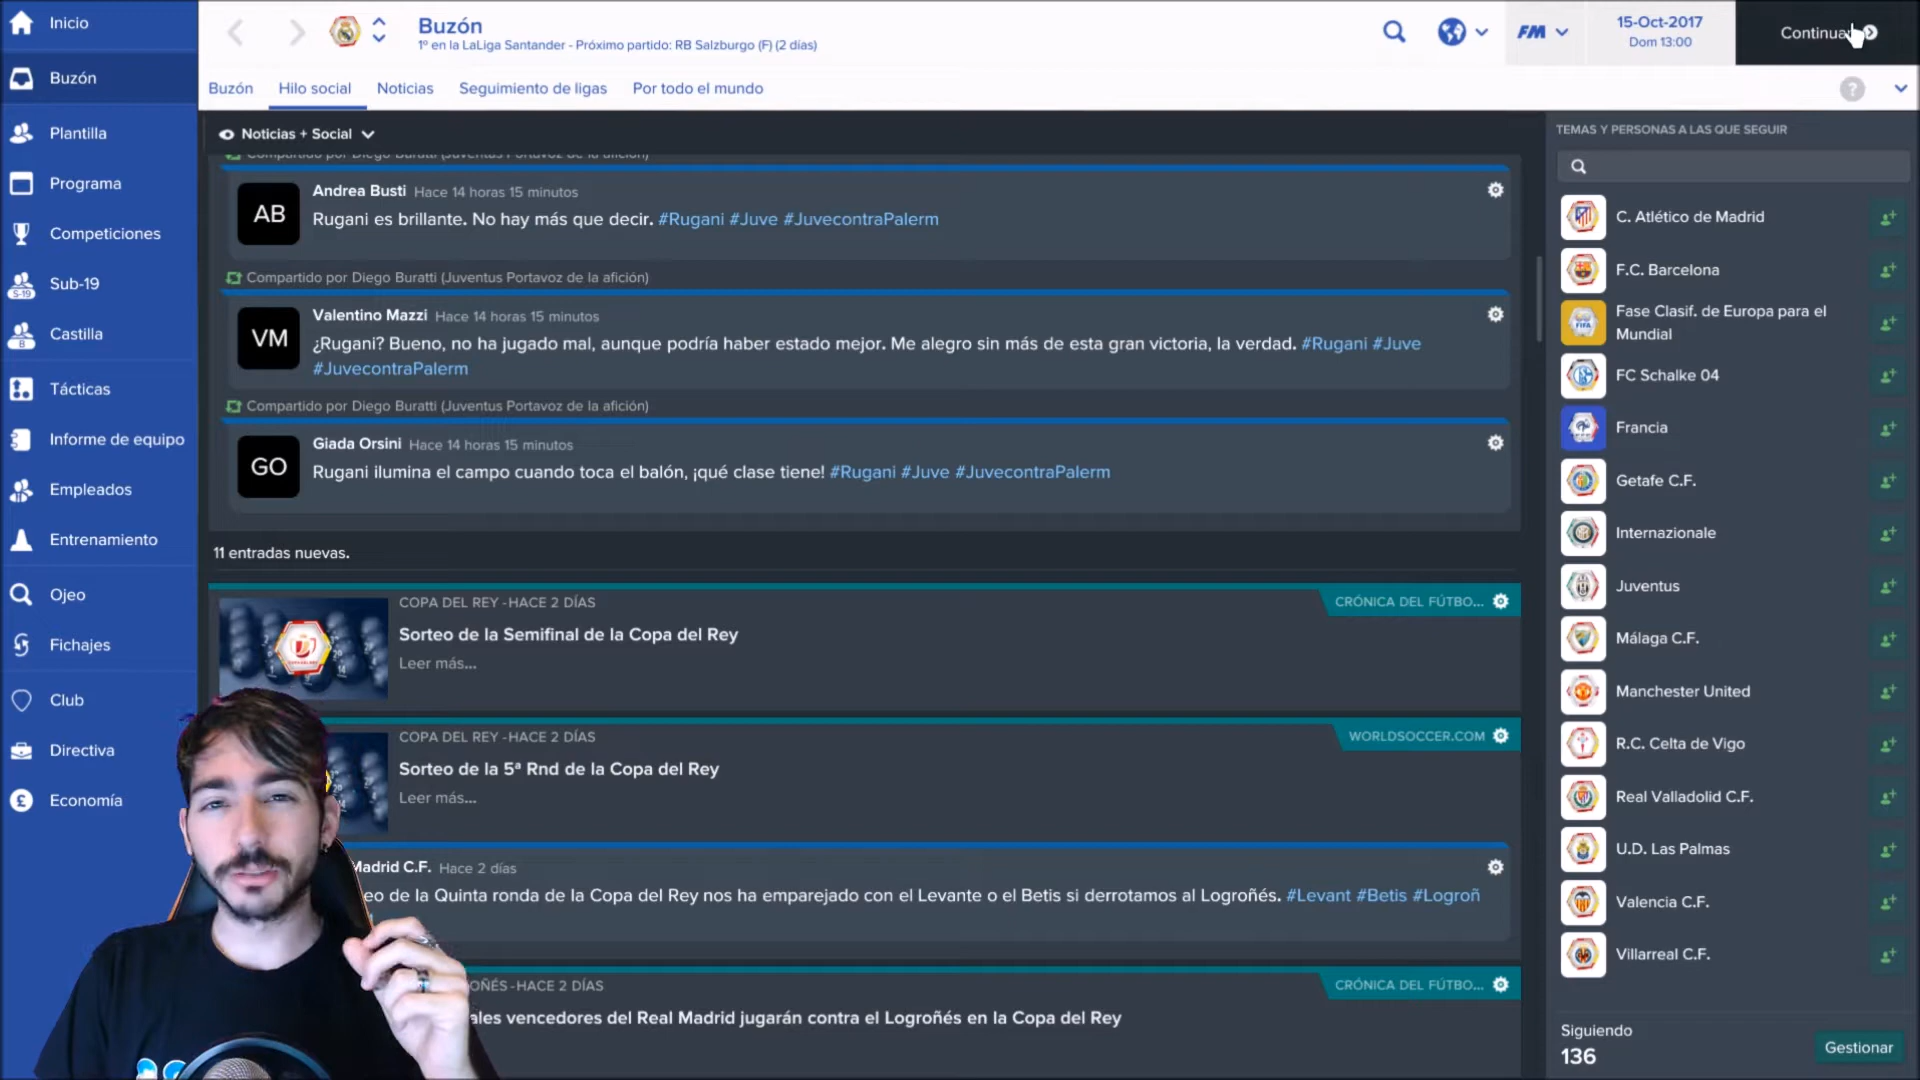 Inicio
Buzón
Plantilla
Programa
Competiciones
Sub-19
Castilla
Tácticas
Informe de equipo
Empleados
Entrenamiento
Ojeo
Fichajes
Club
Directiva
Economía
Buzón
1º en la LaLiga Santander - Próximo partido: RB Salzburgo (F) (2 días)
FM
15-Oct-2017
Dom 13:00
Buzón
Hilo social
Noticias
Seguimiento de ligas
Por todo el mundo
Noticias + Social
Compartido por Diego Buratti (Juventus Portavoz de la afición)
AB
Andrea Busti Hace 14 horas 15 minutos
Rugani es brillante. No hay más que decir. #Rugani #Juve #JuvecontraPalerm
Compartido por Diego Buratti (Juventus Portavoz de la afición)
VM
Valentino Mazzi Hace 14 horas 15 minutos
¿Rugani? Bueno, no ha jugado mal, aunque podría haber estado mejor. Me alegro sin más de esta gran victoria, la verdad. #Rugani #Juve
#JuvecontraPalerm
Compartido por Diego Buratti (Juventus Portavoz de la afición)
GO
Giada Orsini Hace 14 horas 15 minutos
Rugani ilumina el campo cuando toca el balón, ¡qué clase tiene! #Rugani #Juve #JuvecontraPalerm
11 entradas nuevas.
COPA DEL REY - HACE 2 DÍAS
CRÓNICA DEL FÚTBO...
Sorteo de la Semifinal de la Copa del Rey
Leer más...
COPA DEL REY - HACE 2 DÍAS
WORLDSOCCER.COM
Sorteo de la 5ª Rnd de la Copa del Rey
Leer más...
Madrid C.F. Hace 2 días
eo de la Quinta ronda de la Copa del Rey nos ha emparejado con el Levante o el Betis si derrotamos al Logroñés. #Levant #Betis #Logroñ
OÑÉS - HACE 2 DÍAS
CRÓNICA DEL FÚTBO...
ales vencedores del Real Madrid jugarán contra el Logroñés en la Copa del Rey
TEMAS Y PERSONAS A LAS QUE SEGUIR
C. Atlético de Madrid
F.C. Barcelona
Fase Clasif. de Europa para el
Mundial
FC Schalke 04
Francia
Getafe C.F.
Internazionale
Juventus
Málaga C.F.
Manchester United
R.C. Celta de Vigo
Real Valladolid C.F.
U.D. Las Palmas
Valencia C.F.
Villarreal C.F.
Siguiendo
136
Gestionar